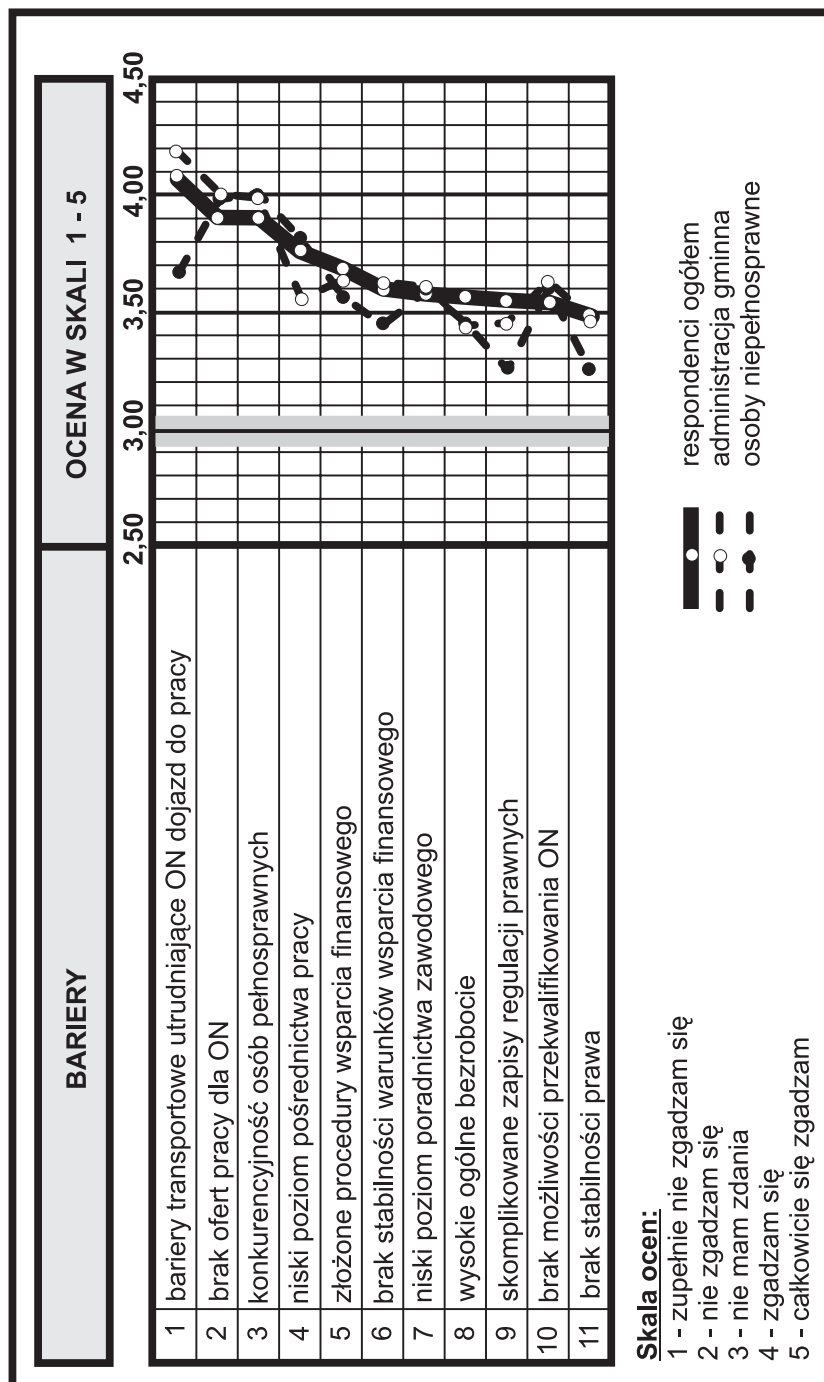 BARIERY
OCENA W SKALI 1 - 5
2,50 3,00 3,50 4,00 4,50
1 bariery transportowe utrudniające ON dojazd do pracy
2 brak ofert pracy dla ON
3 konkurencyjność osób pełnosprawnych
4 niski poziom pośrednictwa pracy
5 złożone procedury wsparcia finansowego
6 brak stabilności warunków wsparcia finansowego
7 niski poziom poradnictwa zawodowego
8 wysokie ogólne bezrobocie
9 skomplikowane zapisy regulacji prawnych
10 brak możliwości przekwalifikowania ON
11 brak stabilności prawa
Skala ocen:
1 - zupełnie nie zgadzam się
2 - nie zgadzam się
3 - nie mam zdania
4 - zgadzam się
5 - całkowicie się zgadzam
respondenci ogółem
administracja gminna
osoby niepełnosprawne